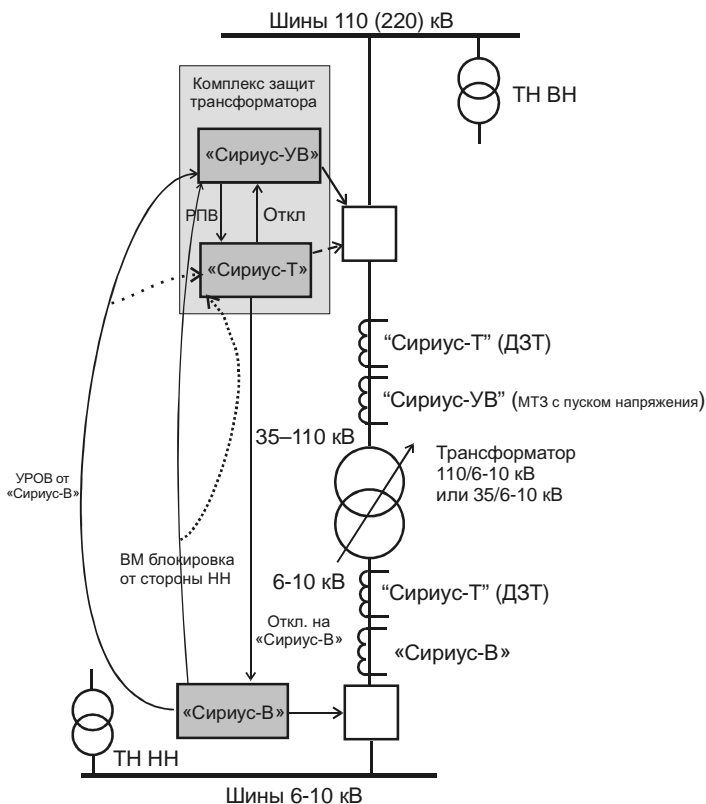 Шины 110 (220) кВ
ТН ВН
Комплекс защит
трансформатора
«Сириус-УВ»
РПВ
Откл
«Сириус-Т»
“Сириус-Т” (ДЗТ)
“Сириус-УВ” (МТЗ с пуском напряжения)
35–110 кВ
Трансформатор
110/6-10 кВ
или 35/6-10 кВ
УРОВ от
«Сириус-В»
ВМ блокировка
от стороны НН
6-10 кВ
“Сириус-Т” (ДЗТ)
Откл. на
«Сириус-В»
«Сириус-В»
«Сириус-В»
ТН НН
Шины 6-10 кВ